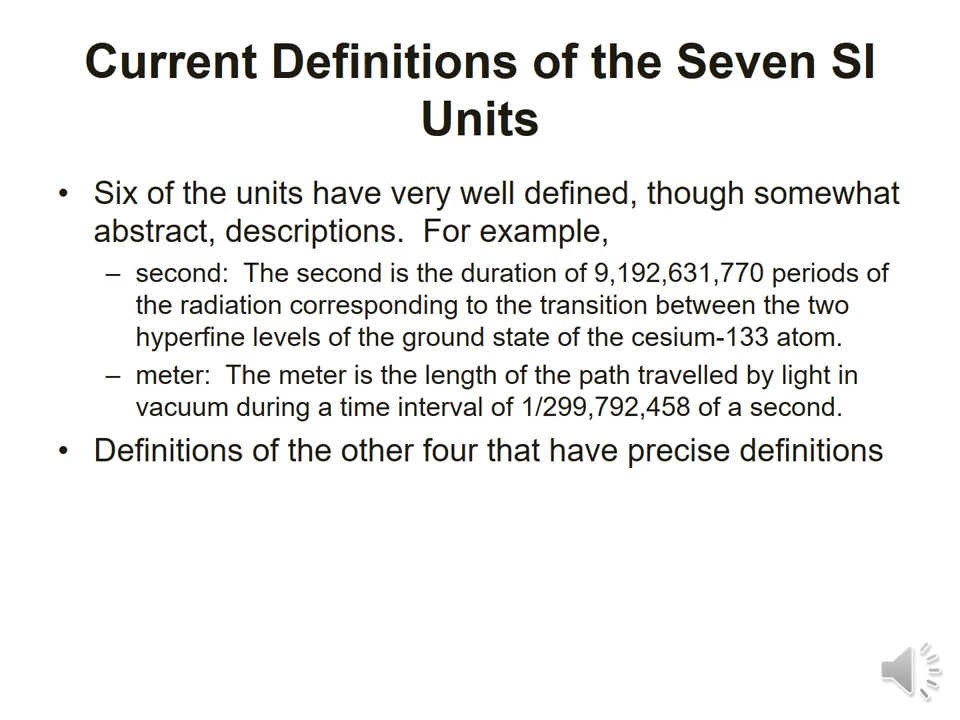 Current Definitions of the Seven SI
Units
• Six of the units have very well defined, though somewhat
abstract, descriptions.  For example,
– second:  The second is the duration of 9,192,631,770 periods of
the radiation corresponding to the transition between the two
hyperfine levels of the ground state of the cesium-133 atom.
– meter:  The meter is the length of the path travelled by light in
vacuum during a time interval of 1/299,792,458 of a second.
• Definitions of the other four that have precise definitions